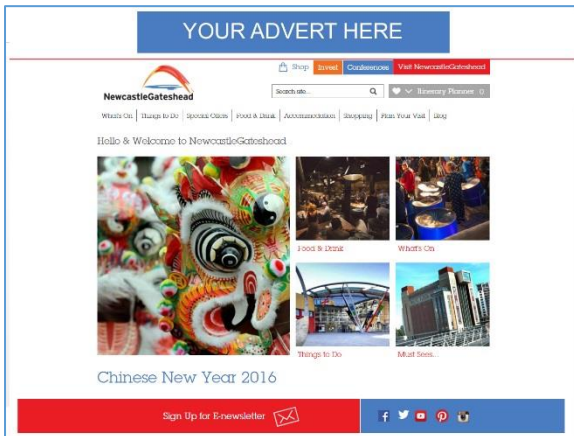 YOUR ADVERT HERE
Shop Invest Conferences Visit NewcastleGateshead
NewcastleGateshead
Search site...
Itinerary Planner 0
What's On Things to Do Special Offers Food & Drink Accommodation Shopping Plan Your Visit Blog
Hello & Welcome to NewcastleGateshead
Food & Drink
What's On
Things to Do
Must Sees...
Chinese New Year 2016
Sign Up for E-newsletter